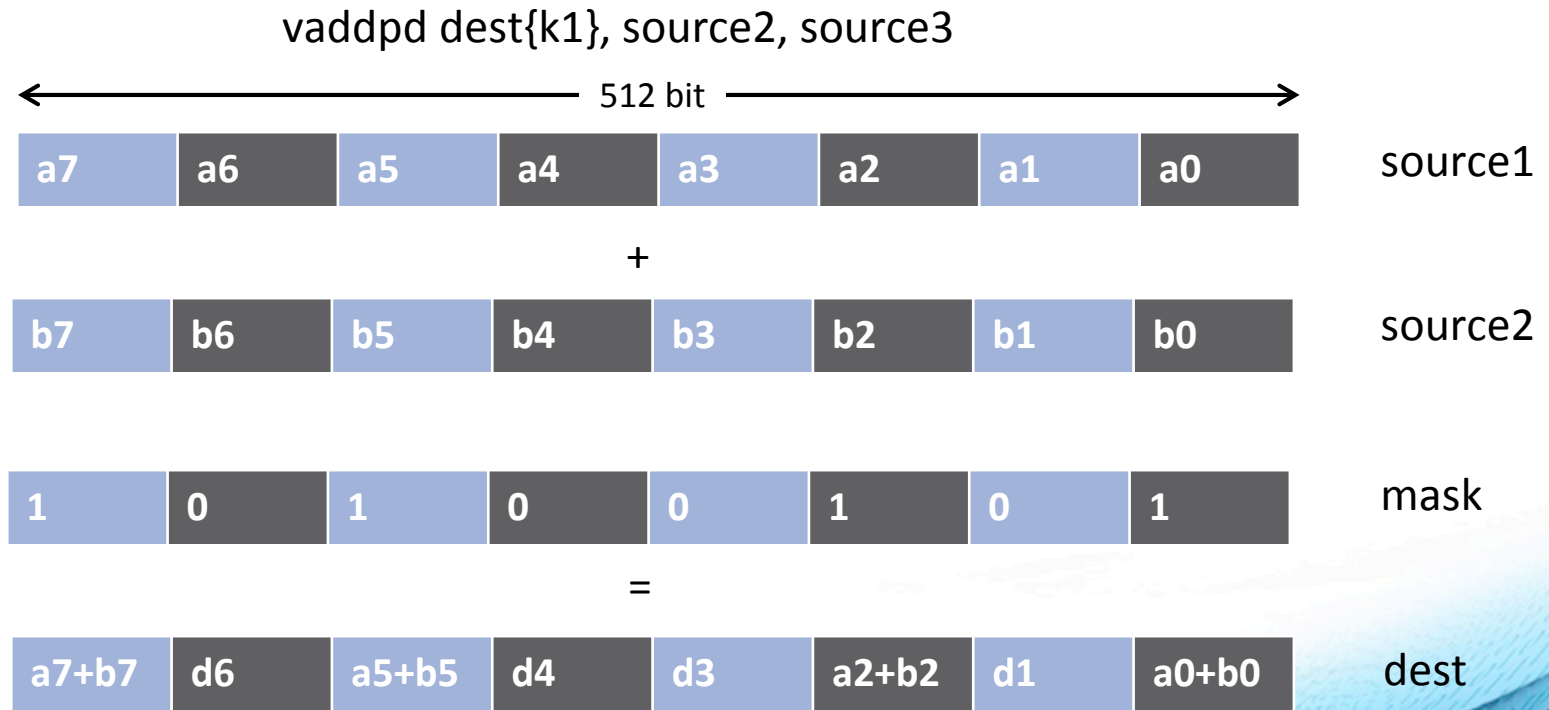 vaddpd dest{k1}, source2, source3
512 bit
a7 a6 a5 a4 a3 a2 a1 a0 source1
+
b7 b6 b5 b4 b3 b2 b1 b0 source2
1 0 1 0 0 1 0 1 mask
=
a7+b7 d6 a5+b5 d4 d3 a2+b2 d1 a0+b0 dest